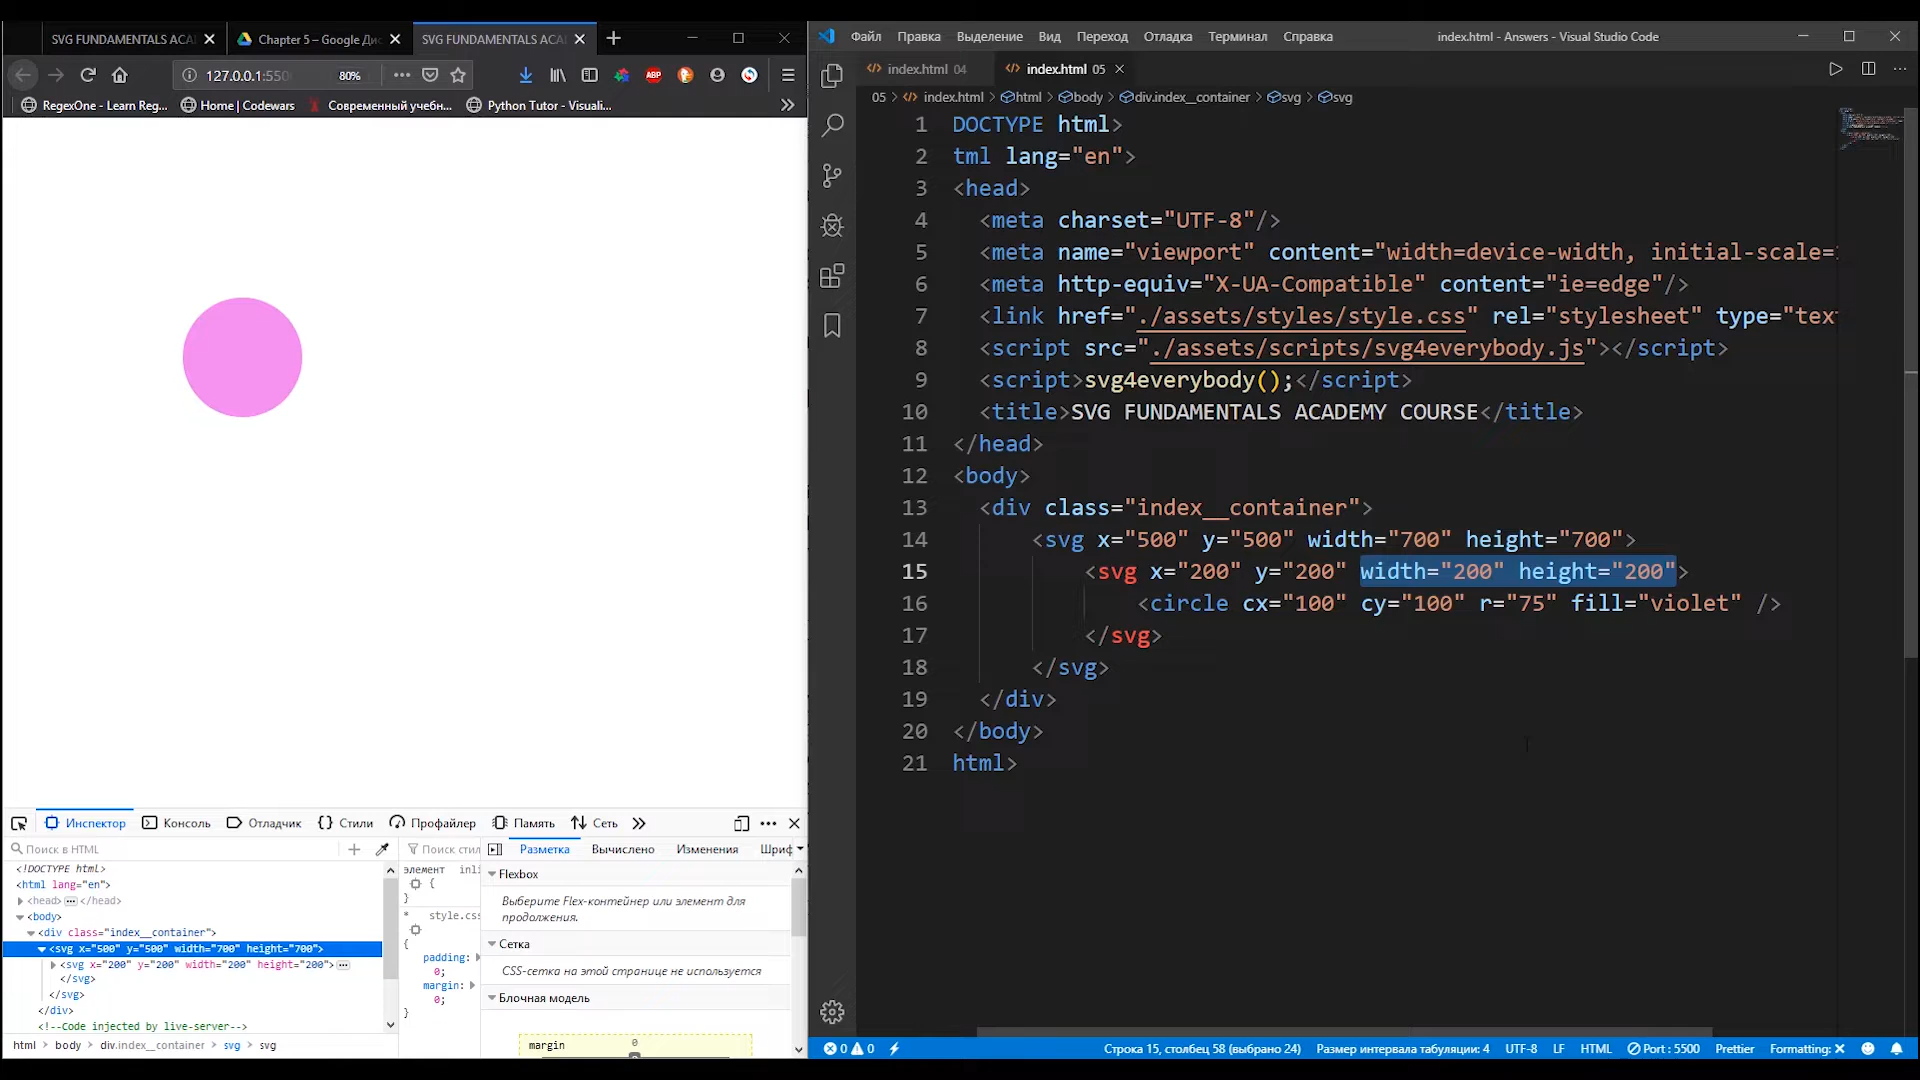 SVG FUNDAMENTALS ACA
Chapter 5 – Google Ди
SVG FUNDAMENTALS ACA
127.0.0.1:550
80%
ABP
RegexOne - Learn Reg...
Home | Codewars
Современный учебн...
Python Tutor - Visuali...
Файл Правка Выделение Вид Переход Отладка Терминал Справка
index.html - Answers - Visual Studio Code
index.html 04
index.html 05
05 > index.html > html > body > div.index__container > svg > svg
1 DOCTYPE html>
2 tml lang="en">
3 <head>
4 <meta charset="UTF-8"/>
5 <meta name="viewport" content="width=device-width, initial-scale=
6 <meta http-equiv="X-UA-Compatible" content="ie=edge"/>
7 <link href="./assets/styles/style.css" rel="stylesheet" type="tex
8 <script src="./assets/scripts/svg4everybody.js"></script>
9 <script>svg4everybody();</script>
10 <title>SVG FUNDAMENTALS ACADEMY COURSE</title>
11 </head>
12 <body>
13 <div class="index__container">
14 <svg x="500" y="500" width="700" height="700">
15 <svg x="200" y="200" width="200" height="200">
16 <circle cx="100" cy="100" r="75" fill="violet" />
17 </svg>
18 </svg>
19 </div>
20 </body>
21 html>
Инспектор Консоль Отладчик Стили Профайлер Память Сеть
Поиск в HTML
<!DOCTYPE html>
<html lang="en">
<head> </head>
<body>
<div class="index__container">
<svg x="500" y="500" width="700" height="700">
<svg x="200" y="200" width="200" height="200">
</svg>
</svg>
</div>
<!--Code injected by live-server-->
html > body > div.index__container > svg > svg
Поиск стил
элемент inli
{
}
* style.css
{
padding:
0;
margin:
0;
}
Разметка Вычислено Изменения Шриф
Flexbox
Выберите Flex-контейнер или элемент для
продолжения.
Сетка
CSS-сетка на этой странице не используется
Блочная модель
margin 0
0 0
Строка 15, столбец 58 (выбрано 24)
Размер интервала табуляции: 4
UTF-8
LF
HTML
Port : 5500
Prettier
Formatting: